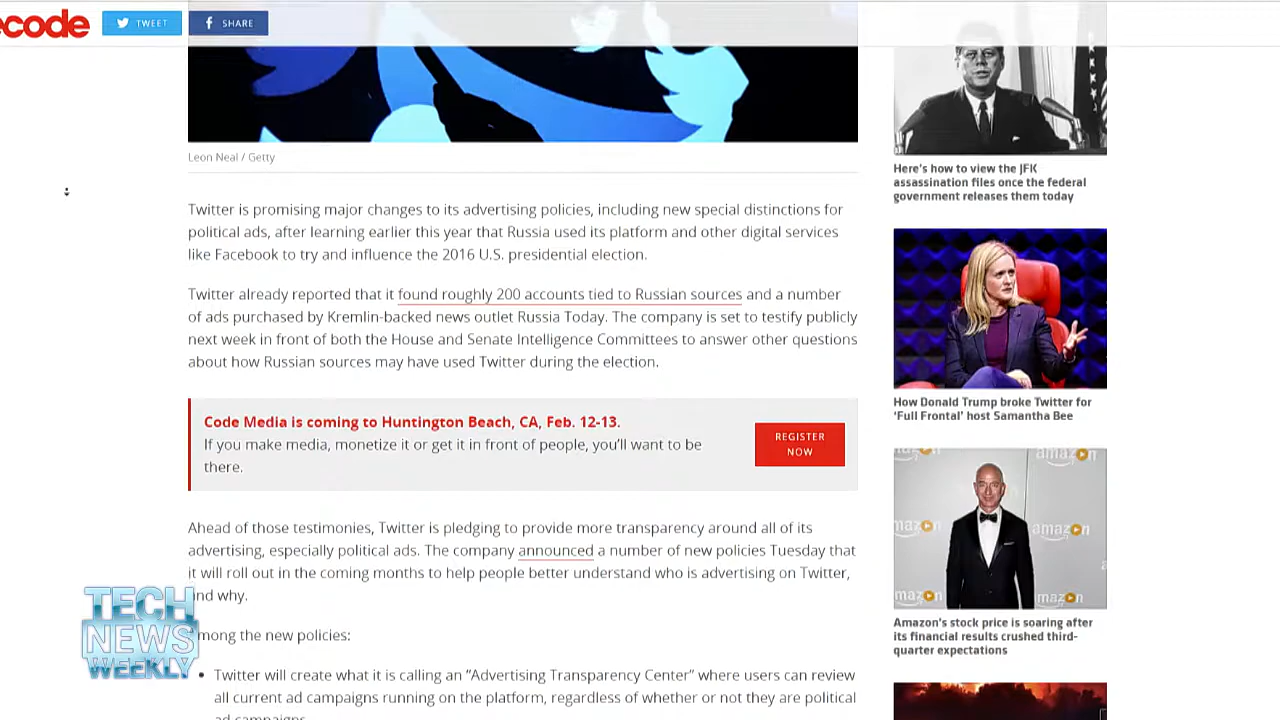 ecode
TWEET
SHARE
Leon Neal / Getty
Twitter is promising major changes to its advertising policies, including new special distinctions for
political ads, after learning earlier this year that Russia used its platform and other digital services
like Facebook to try and influence the 2016 U.S. presidential election.
Twitter already reported that it found roughly 200 accounts tied to Russian sources and a number
of ads purchased by Kremlin-backed news outlet Russia Today. The company is set to testify publicly
next week in front of both the House and Senate Intelligence Committees to answer other questions
about how Russian sources may have used Twitter during the election.
Code Media is coming to Huntington Beach, CA, Feb. 12-13.
If you make media, monetize it or get it in front of people, you'll want to be
there.
REGISTER
NOW
Ahead of those testimonies, Twitter is pledging to provide more transparency around all of its
advertising, especially political ads. The company announced a number of new policies Tuesday that
it will roll out in the coming months to help people better understand who is advertising on Twitter,
and why.
mong the new policies:
• Twitter will create what it is calling an “Advertising Transparency Center” where users can review
all current ad campaigns running on the platform, regardless of whether or not they are political
ad campaigns
Here's how to view the JFK
assassination files once the federal
government releases them today
How Donald Trump broke Twitter for
'Full Frontal' host Samantha Bee
amazon
amazon
amazon
amazon
mazon
mazon
Amazon's stock price is soaring after
its financial results crushed third-
quarter expectations
TECH
NEWS
WEEKLY